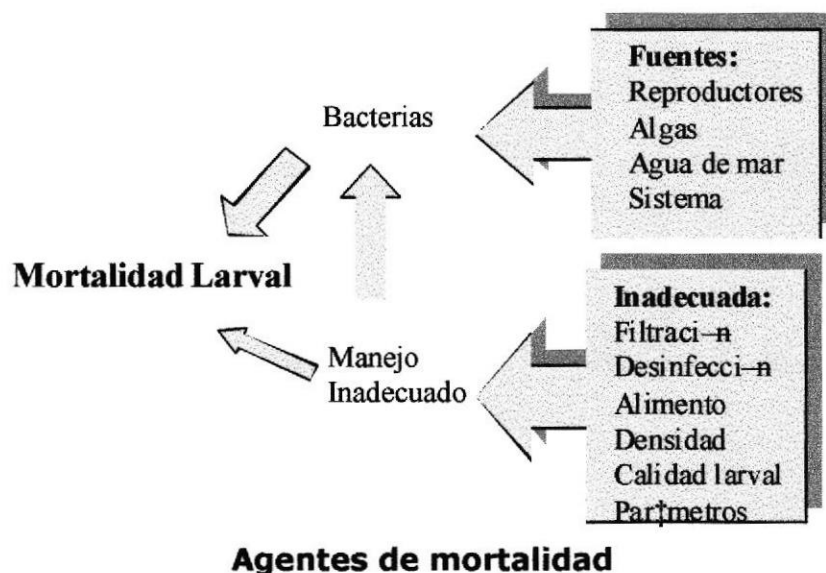 Fuentes:
Reproductores
Algas
Agua de mar
Sistema
Bacterias
Mortalidad Larval
Manejo
Inadecuado
Inadecuada:
Filtraci–n
Desinfecci–n
Alimento
Densidad
Calidad larval
Par‡metros
Agentes de mortalidad